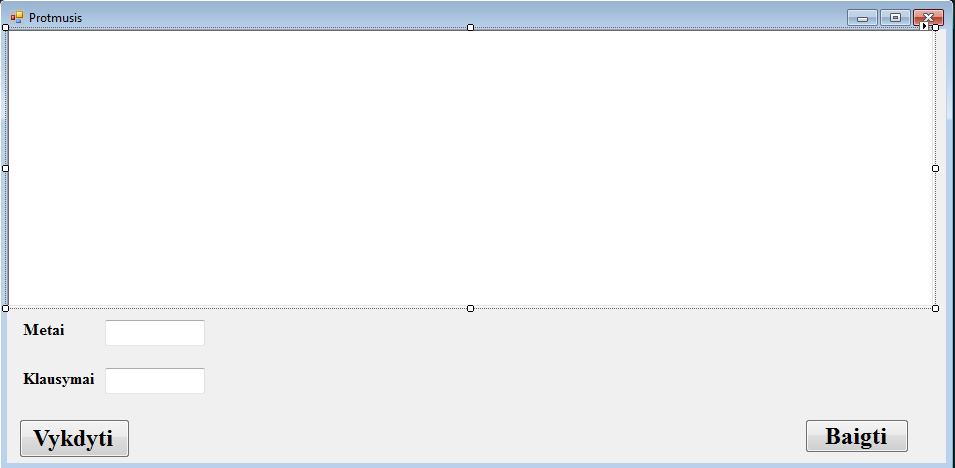 Protmusis
Metai
Klausymai
Vykdyti
Baigti